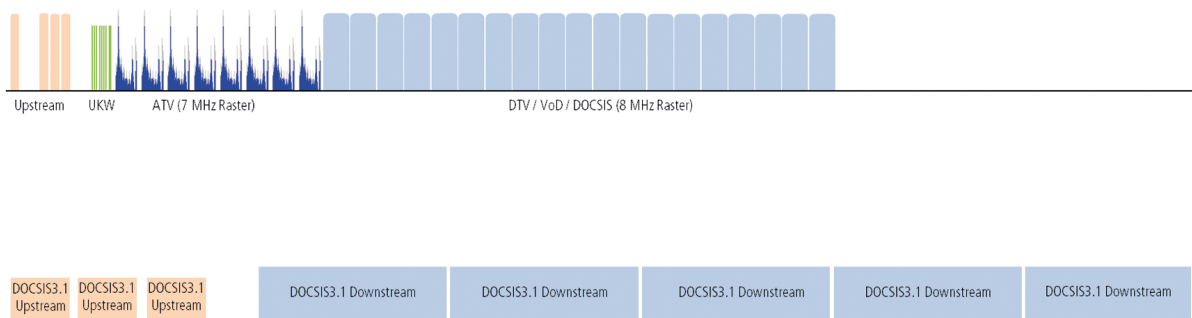 Upstream UKW ATV (7 MHz Raster) DTV / VoD / DOCSIS (8 MHz Raster)
DOCSIS3.1
Upstream
DOCSIS3.1
Upstream
DOCSIS3.1
Upstream
DOCSIS3.1 Downstream
DOCSIS3.1 Downstream
DOCSIS3.1 Downstream
DOCSIS3.1 Downstream
DOCSIS3.1 Downstream